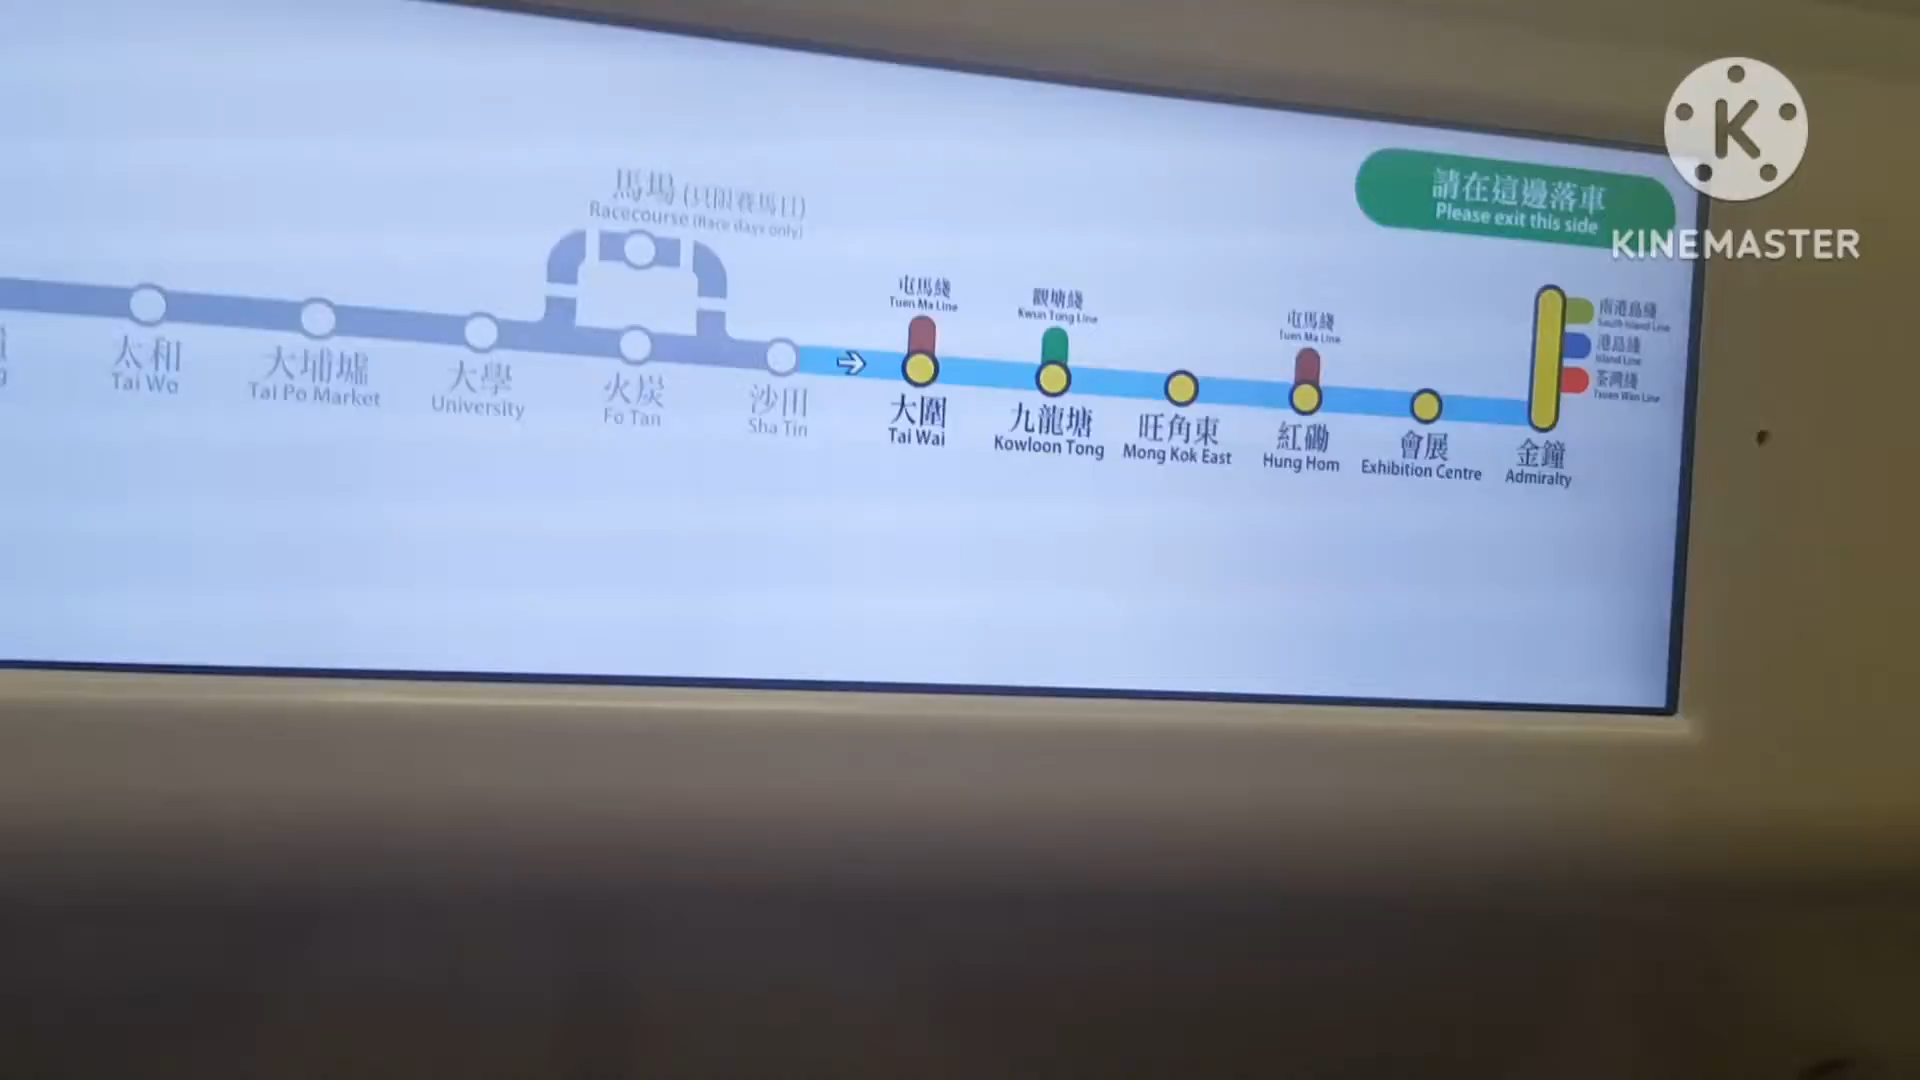 K
KINEMASTER
請在這邊落車
Please exit this side
馬場 (只限賽馬日)
Racecourse (Race days only)
屯馬綫
Tuen Ma Line
觀塘綫
Kwun Tong Line
屯馬綫
Tuen Ma Line
南港島綫
South Island Line
港島綫
Island Line
荃灣綫
Tsuen Wan Line
太和
Tai Wo
大埔墟
Tai Po Market
大學
University
火炭
Fo Tan
沙田
Sha Tin
大圍
Tai Wai
九龍塘
Kowloon Tong
旺角東
Mong Kok East
紅磡
Hung Hom
會展
Exhibition Centre
金鐘
Admiralty